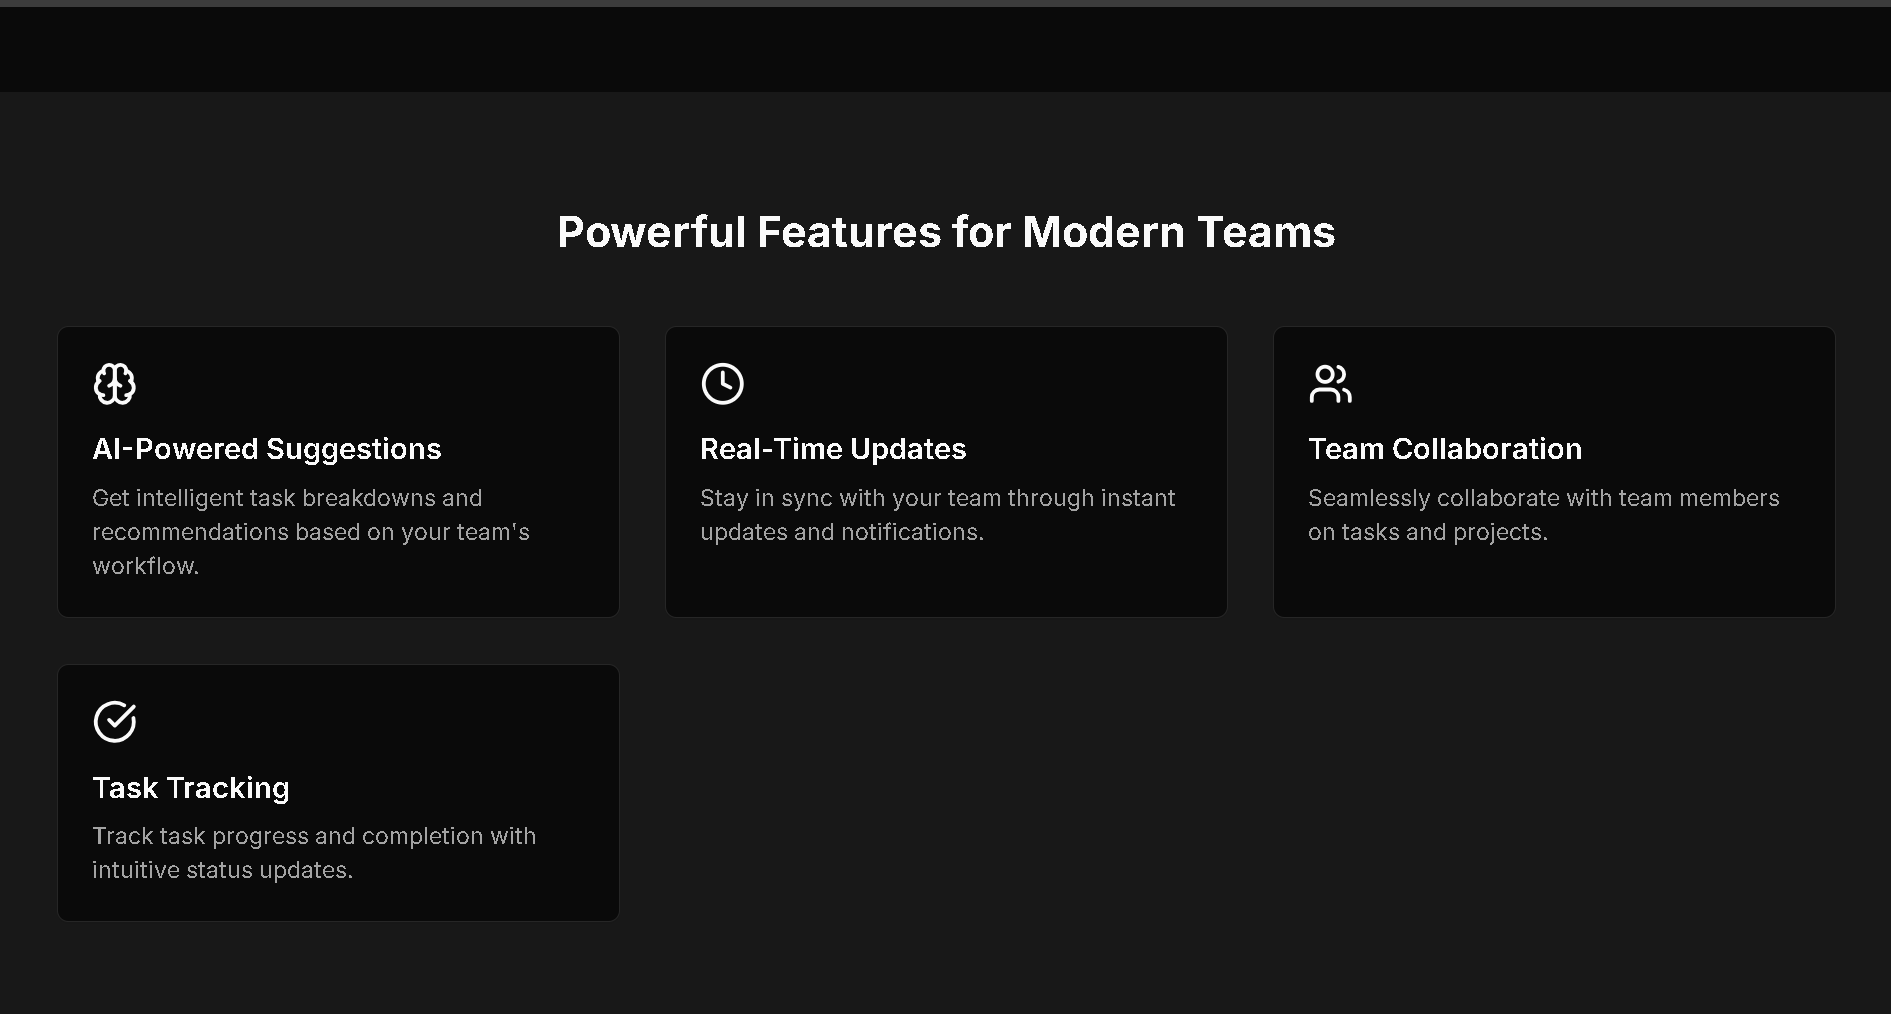 Powerful Features for Modern Teams
AI-Powered Suggestions
Get intelligent task breakdowns and
recommendations based on your team's
workflow.
Real-Time Updates
Stay in sync with your team through instant
updates and notifications.
Team Collaboration
Seamlessly collaborate with team members
on tasks and projects.
Task Tracking
Track task progress and completion with
intuitive status updates.